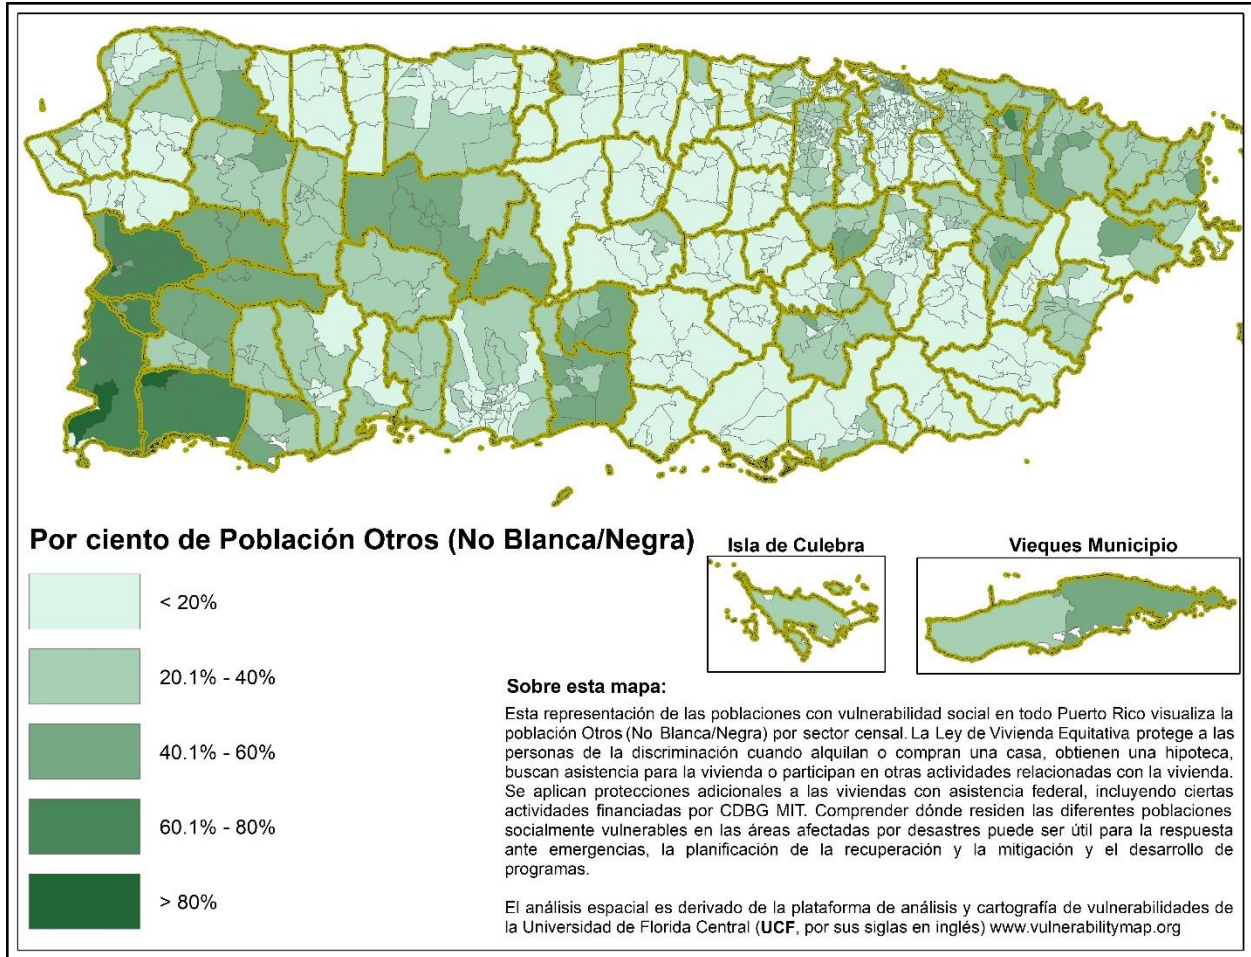 Por ciento de Población Otros (No Blanca/Negra)
< 20%
20.1% - 40%
40.1% - 60%
60.1% - 80%
> 80%
Isla de Culebra
Vieques Municipio
Sobre esta mapa:
Esta representación de las poblaciones con vulnerabilidad social en todo Puerto Rico visualiza la
población Otros (No Blanca/Negra) por sector censal. La Ley de Vivienda Equitativa protege a las
personas de la discriminación cuando alquilan o compran una casa, obtienen una hipoteca,
buscan asistencia para la vivienda o participan en otras actividades relacionadas con la vivienda.
Se aplican protecciones adicionales a las viviendas con asistencia federal, incluyendo ciertas
actividades financiadas por CDBG MIT. Comprender dónde residen las diferentes poblaciones
socialmente vulnerables en las áreas afectadas por desastres puede ser útil para la respuesta
ante emergencias, la planificación de la recuperación y la mitigación y el desarrollo de
programas.
El análisis espacial es derivado de la plataforma de análisis y cartografía de vulnerabilidades de
la Universidad de Florida Central (UCF, por sus siglas en inglés) www.vulnerabilitymap.org